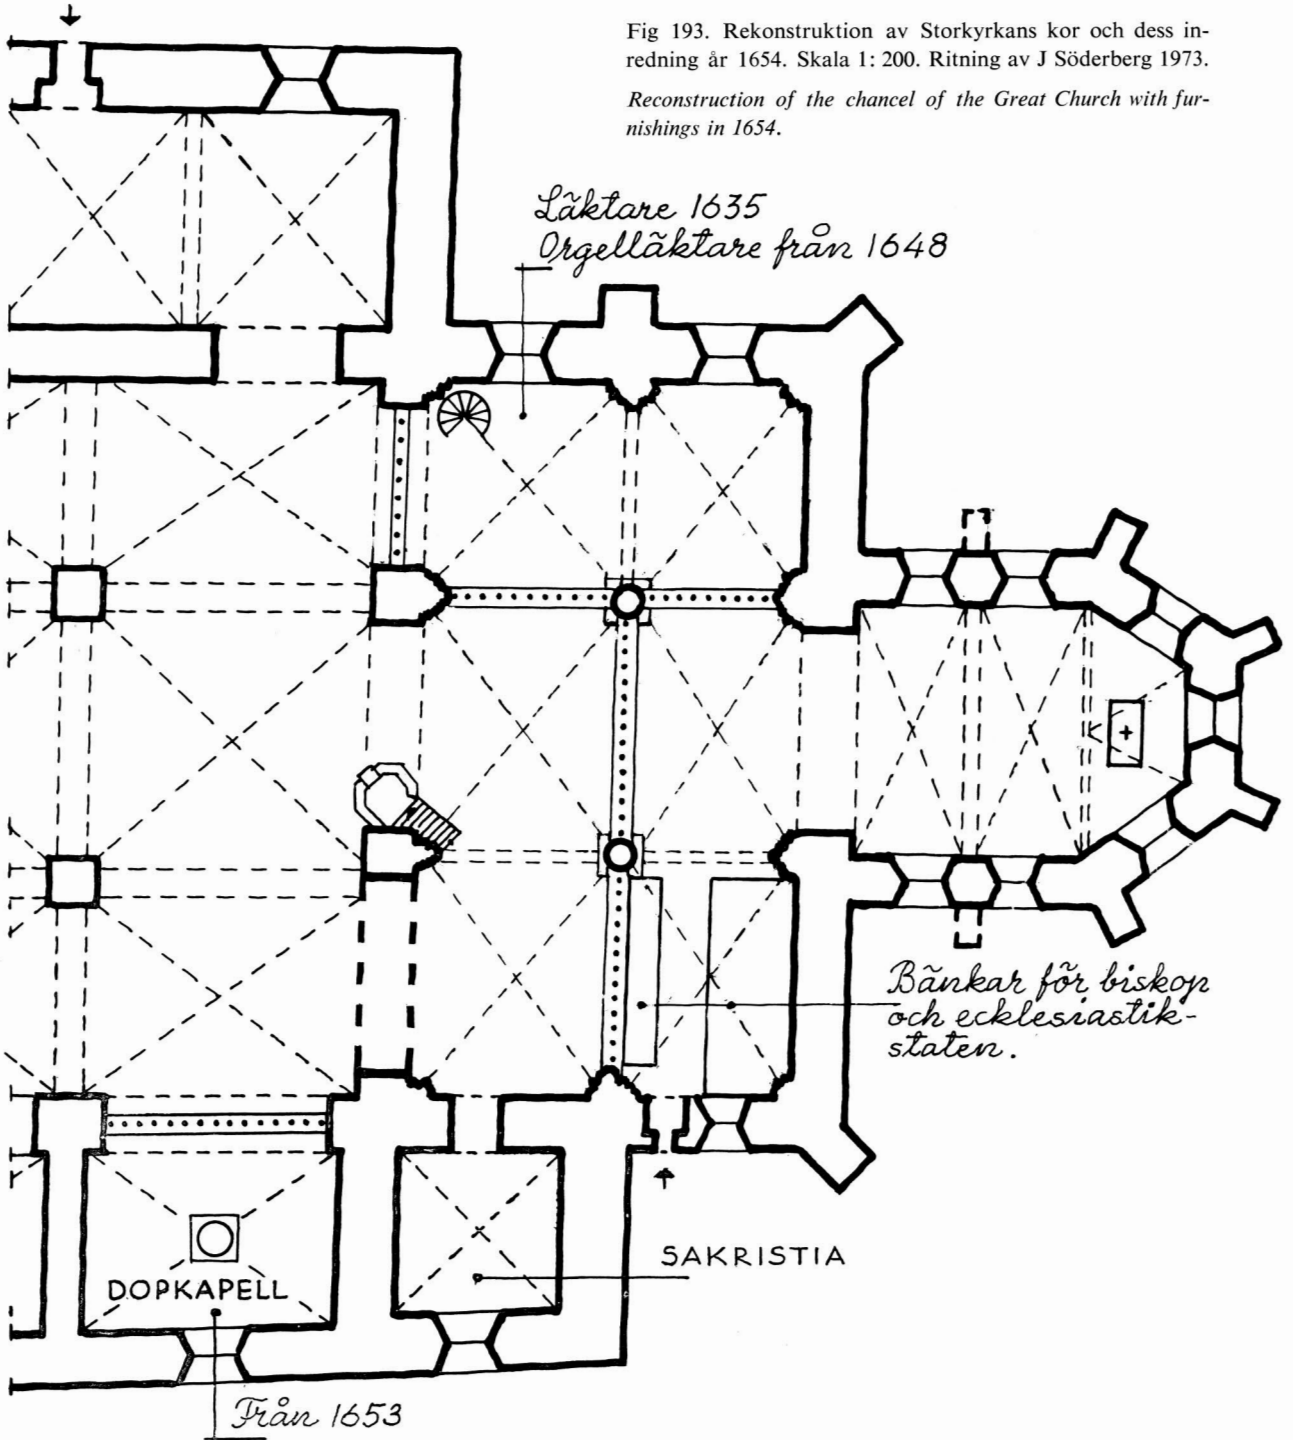 Fig 193. Rekonstruktion av Storkyrkans kor och dess in-
redning år 1654. Skala 1: 200. Ritning av J Söderberg 1973.
Reconstruction of the chancel of the Great Church with fur-
nishings in 1654.
Läktare 1635
Orgelläktare från 1648
Bänkar för biskop
och ecklesiastik-
staten.
SAKRISTIA
DOPKAPELL
Från 1653